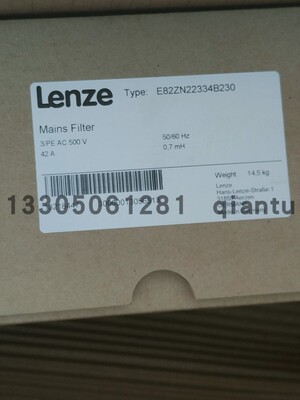 Lenze Type: E82ZN22334B230
Mains Filter
3/PE AC 500 V 50/60 Hz
42 A 0,7 mH
Weight: 14,5 kg
Lenze
Hans-Lenze-Straße 1
13305061281 qiantu